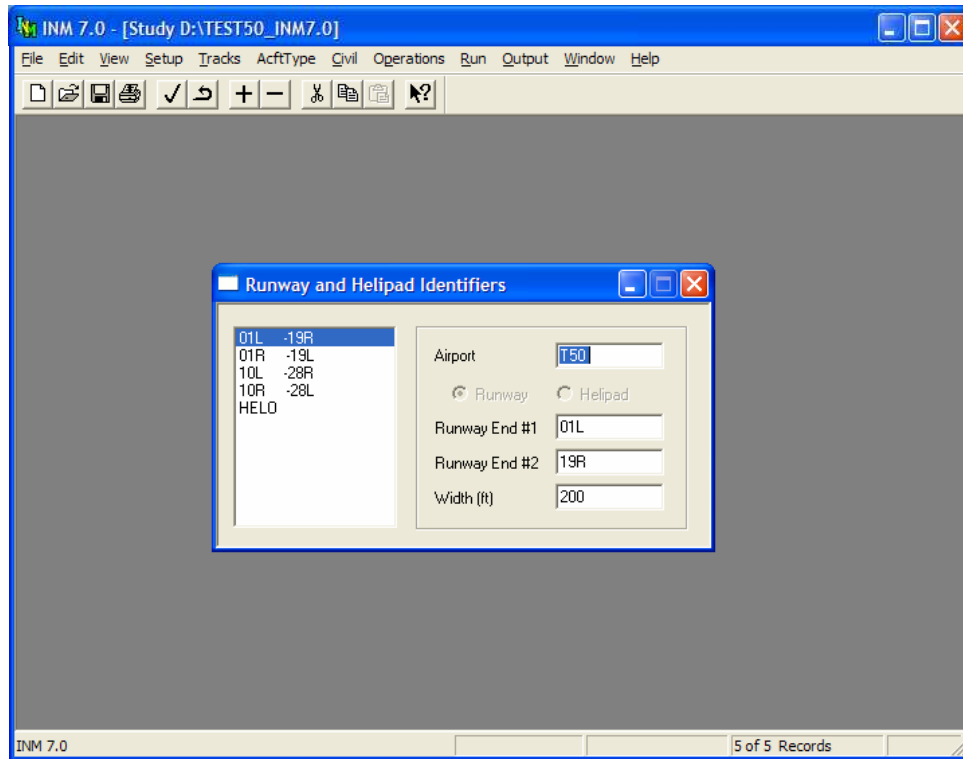 INM 7.0 - [Study D:\TEST50_INM7.0]
File Edit View Setup Tracks AcftType Civil Operations Run Output Window Help
Runway and Helipad Identifiers
01L -19R
01R -19L
10L -28R
10R -28L
HELO
Airport T50
Runway Helipad
Runway End #1 01L
Runway End #2 19R
Width (ft) 200
INM 7.0 5 of 5 Records